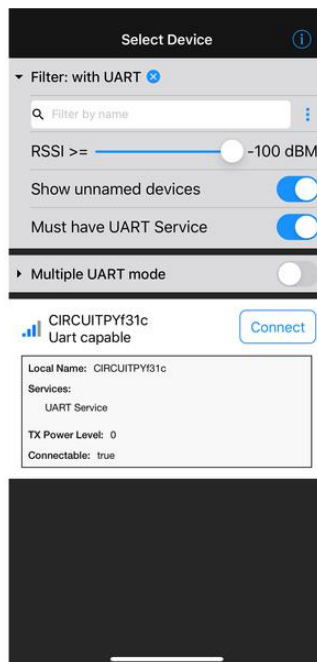 Select Device
Filter: with UART
Filter by name
RSSI >= -100 dBM
Show unnamed devices
Must have UART Service
Multiple UART mode
CIRCUITPYf31c
Uart capable
Connect
Local Name: CIRCUITPYf31c
Services:
UART Service
TX Power Level: 0
Connectable: true